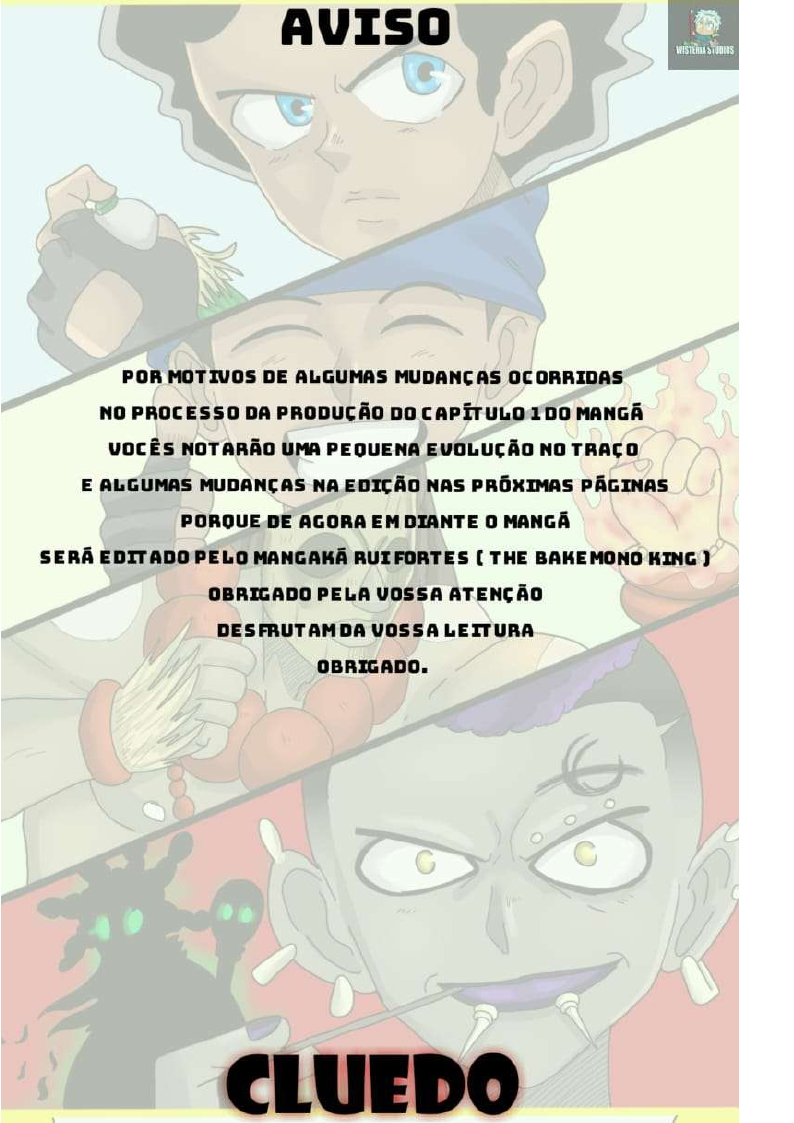 AVISO
WISTERIA STUDIOS
POR MOTIVOS DE ALGUMAS MUDANÇAS OCORRIDAS
NO PROCESSO DA PRODUÇÃO DO CAPÍTULO 1 DO MANGÁ
VOCÊS NOTARÃO UMA PEQUENA EVOLUÇÃO NO TRAÇO
E ALGUMAS MUDANÇAS NA EDIÇÃO NAS PRÓXIMAS PÁGINAS
PORQUE DE AGORA EM DIANTE O MANGÁ
SERÁ EDITADO PELO MANGAKÁ RUI FORTES ( THE BAKEMONO KING )
OBRIGADO PELA VOSSA ATENÇÃO
DESFRUTAM DA VOSSA LEITURA
OBRIGADO.
CLUEDO